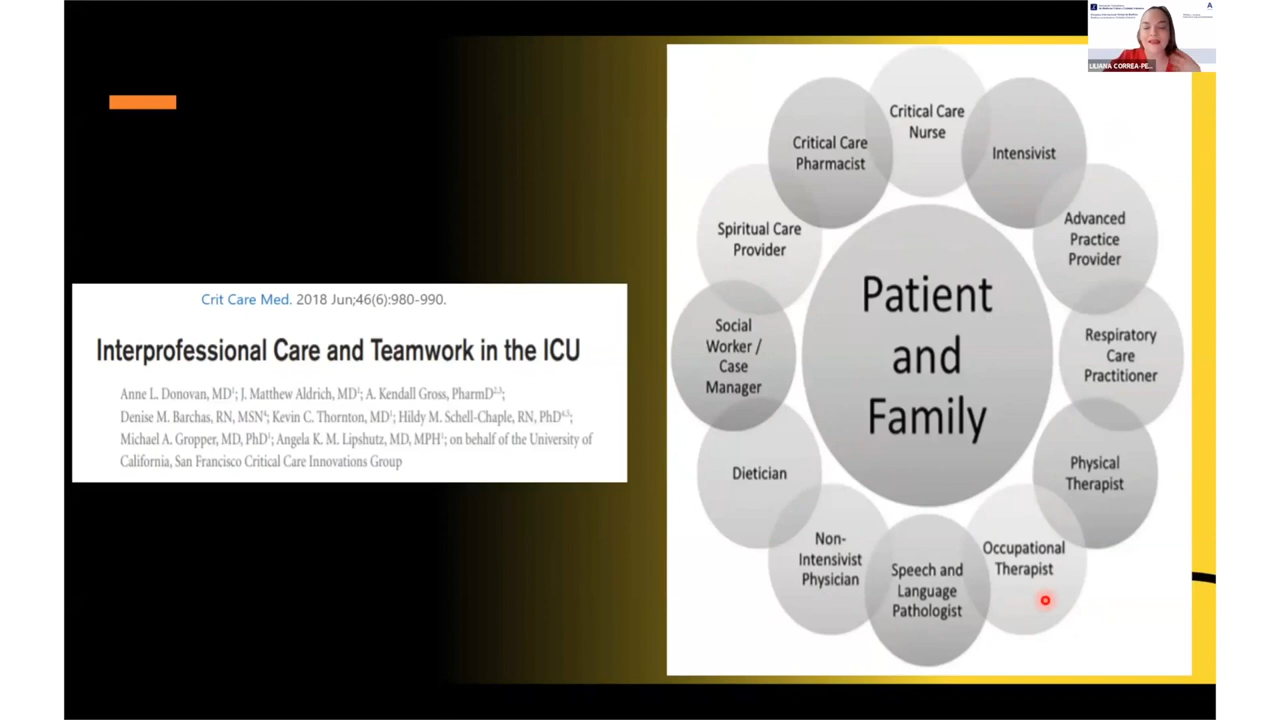 Crit Care Med. 2018 Jun;46(6):980-990.
Interprofessional Care and Teamwork in the ICU
Anne L. Donovan, MD1; J. Matthew Aldrich, MD1; A. Kendall Gross, PharmD2,3;
Denise M. Barchas, RN, MSN4; Kevin C. Thornton, MD1; Hildy M. Schell-Chaple, RN, PhD4,5;
Michael A. Gropper, MD, PhD1; Angela K. M. Lipshutz, MD, MPH1; on behalf of the University of
California, San Francisco Critical Care Innovations Group
Patient
and
Family
Critical Care
Nurse
Intensivist
Advanced
Practice
Provider
Respiratory
Care
Practitioner
Physical
Therapist
Occupational
Therapist
Speech and
Language
Pathologist
Non-
Intensivist
Physician
Dietician
Social
Worker /
Case
Manager
Spiritual Care
Provider
Critical Care
Pharmacist
LILIANA CORREA-PE...